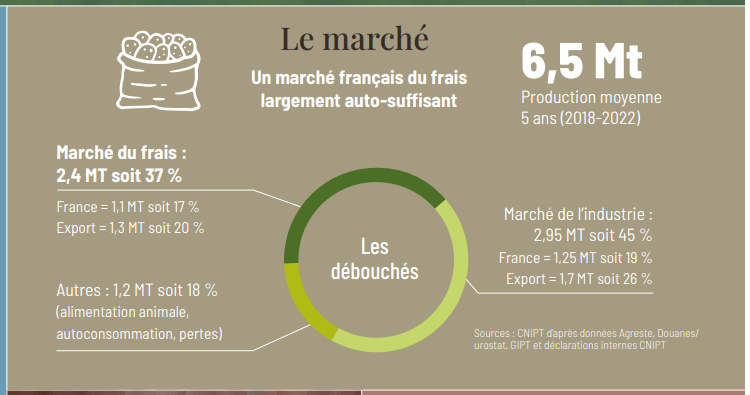 Le marché
Un marché français du frais
largement auto-suffisant
6,5 Mt
Production moyenne
5 ans (2018-2022)
Marché du frais :
2,4 MT soit 37 %
France = 1,1 MT soit 17 %
Export = 1,3 MT soit 20 %
Les
débouchés
Marché de l'industrie :
2,95 MT soit 45 %
France = 1,25 MT soit 19 %
Export = 1,7 MT soit 26 %
Autres : 1,2 MT soit 18 %
(alimentation animale,
autoconsommation, pertes)
Sources : CNIPT d'après données Agreste, Douanes/
urostat, GIPT et déclarations internes CNIPT